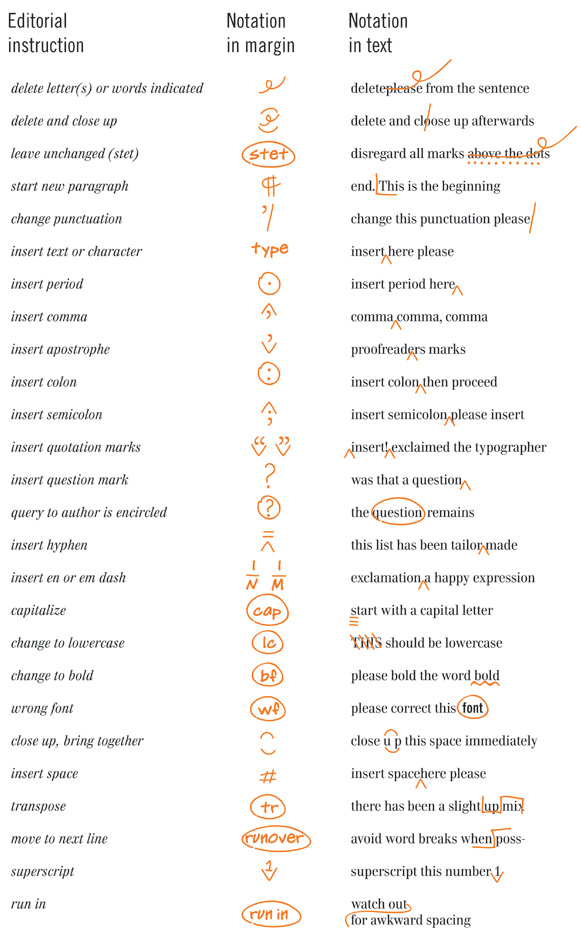 Editorial instruction Notation in margin Notation in text
delete letter(s) or words indicated deleteplease from the sentence
delete and close up delete and cloose up afterwards
leave unchanged (stet) stet disregard all marks above the dots
start new paragraph ¶ end. This is the beginning
change punctuation ’/ change this punctuation please/
insert text or character type insert‸here please
insert period ⊙ insert period here‸
insert comma , comma‸comma, comma
insert apostrophe ’ proofreaders marks
insert colon : insert colon‸then proceed
insert semicolon ; insert semicolon‸please insert
insert quotation marks “ ” ‸insert!‸exclaimed the typographer
insert question mark ? was that a question‸
query to author is encircled ? the question remains
insert hyphen = this list has been tailor‸made
insert en or em dash 1/N 1/M exclamation‸a happy expression
capitalize cap start with a capital letter
change to lowercase lc THIS should be lowercase
change to bold bf please bold the word bold
wrong font wf please correct this font
close up, bring together close u p this space immediately
insert space # insert spacehere please
transpose tr there has been a slight up mix
move to next line runover avoid word breaks when poss-
superscript 1 superscript this number 1
run in run in watch out
for awkward spacing